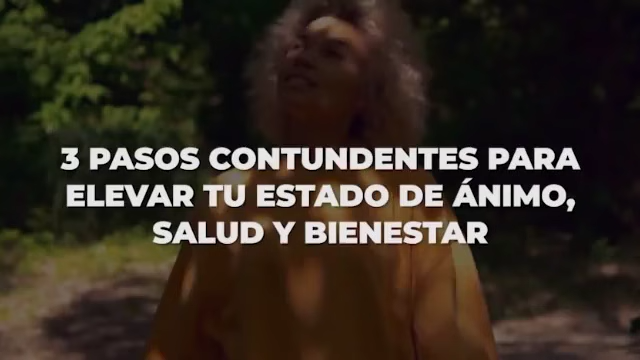 3 PASOS CONTUNDENTES PARA
ELEVAR TU ESTADO DE ÁNIMO,
SALUD Y BIENESTAR